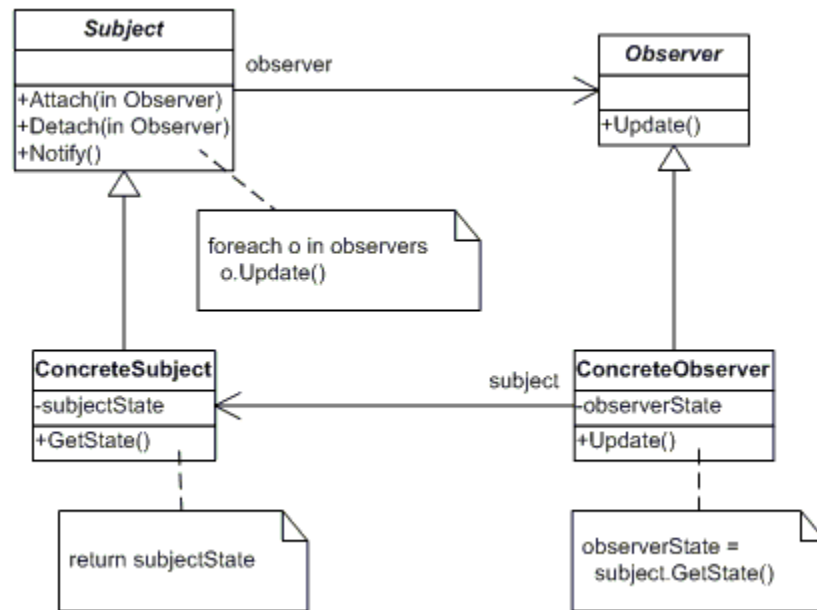 Subject
+Attach(in Observer)
+Detach(in Observer)
+Notify()
observer
Observer
+Update()
foreach o in observers
o.Update()
ConcreteSubject
-subjectState
+GetState()
subject
ConcreteObserver
-observerState
+Update()
return subjectState
observerState =
subject.GetState()